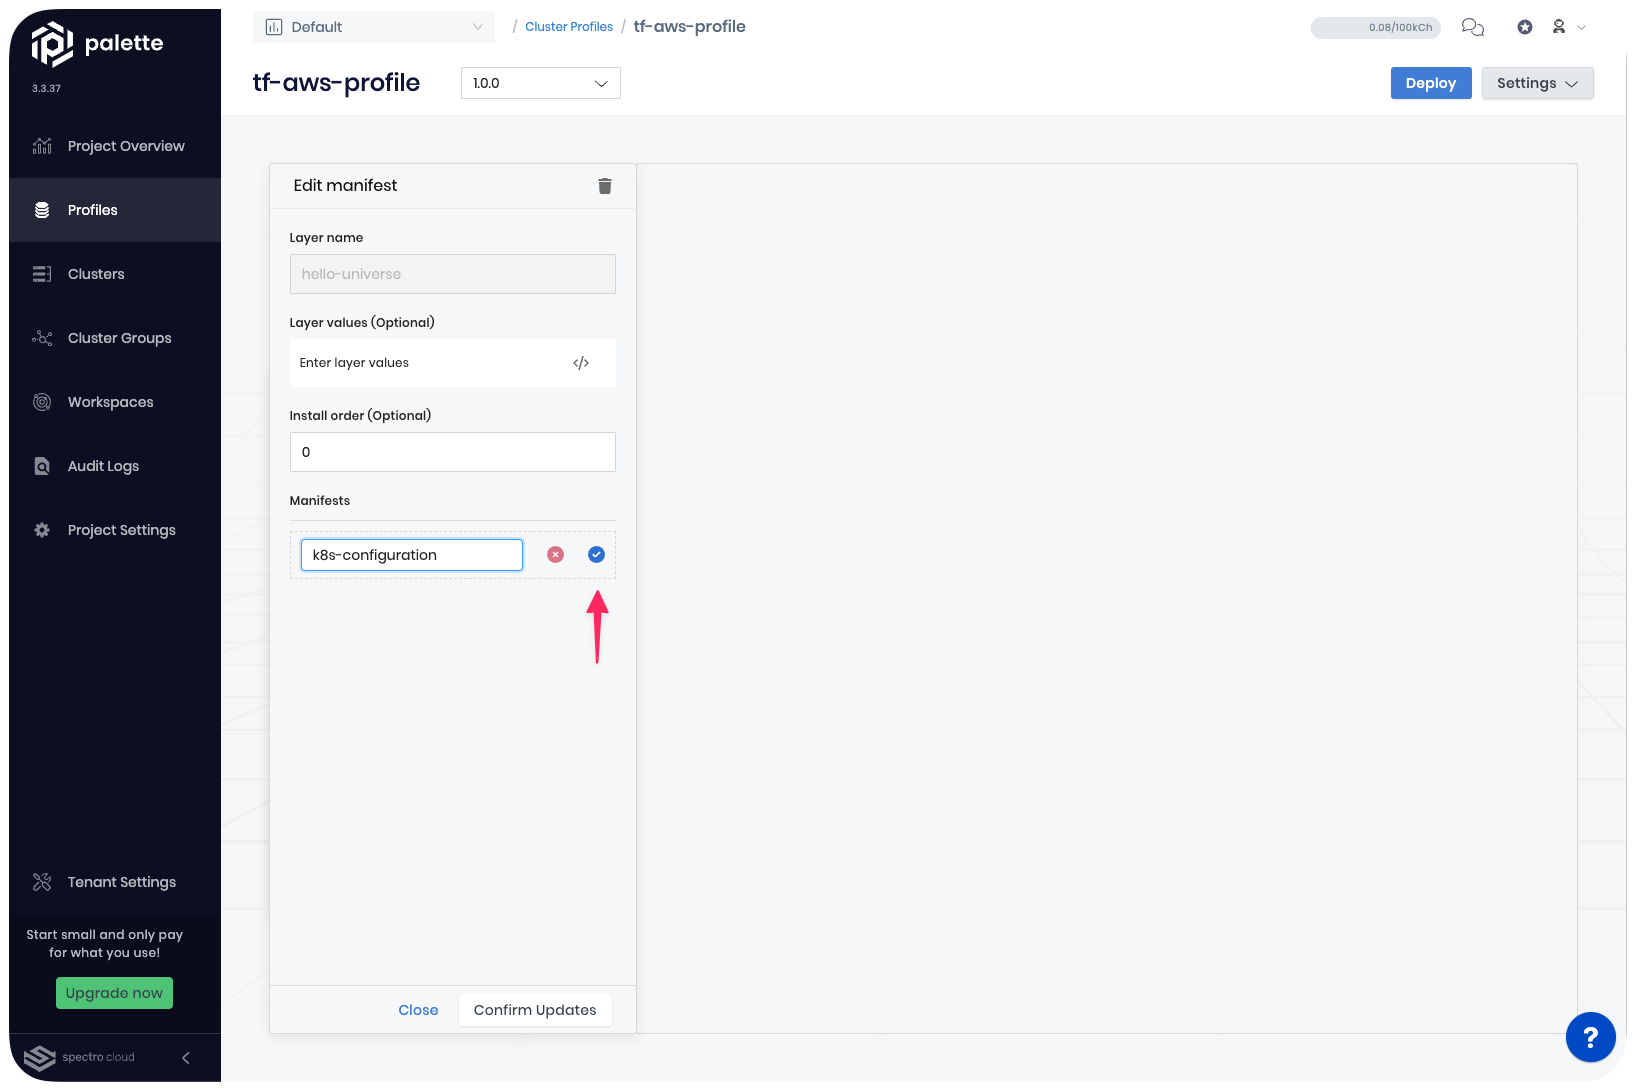 palette
3.3.37
Project Overview
Profiles
Clusters
Cluster Groups
Workspaces
Audit Logs
Project Settings
Tenant Settings
Start small and only pay
for what you use!
Upgrade now
spectro cloud
Default
/ Cluster Profiles / tf-aws-profile
0.08/100kCh
tf-aws-profile
1.0.0
Deploy
Settings
Edit manifest
Layer name
hello-universe
Layer values (Optional)
Enter layer values
</>
Install order (Optional)
0
Manifests
k8s-configuration
Close
Confirm Updates
?